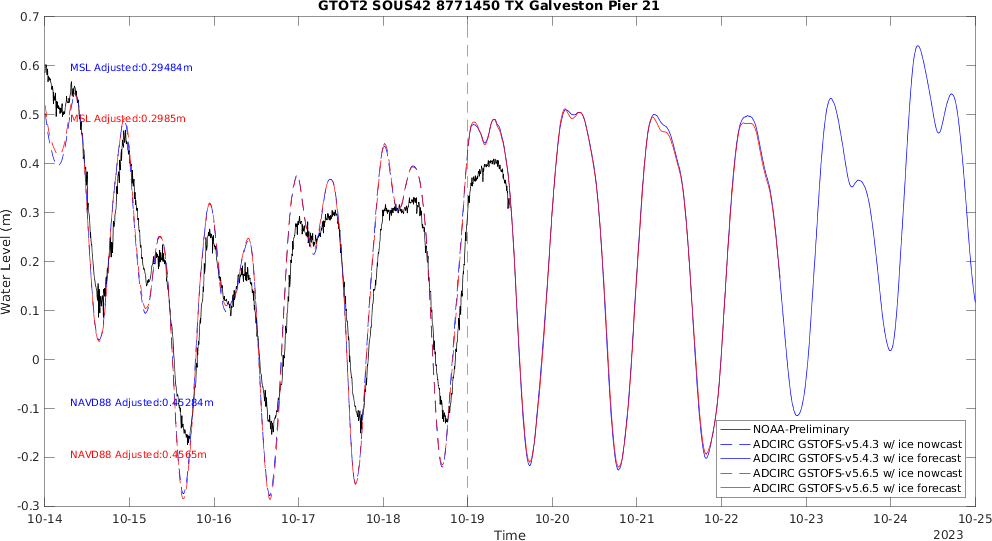 GTOT2 SOUS42 8771450 TX Galveston Pier 21
0.7
0.6
0.5
0.4
0.3
0.2
0.1
0
-0.1
-0.2
-0.3
Water Level (m)
MSL Adjusted:0.29484m
MSL Adjusted:0.2985m
NAVD88 Adjusted:0.45284m
NAVD88 Adjusted:0.4565m
NOAA-Preliminary
ADCIRC GSTOFS-v5.4.3 w/ ice nowcast
ADCIRC GSTOFS-v5.4.3 w/ ice forecast
ADCIRC GSTOFS-v5.6.5 w/ ice nowcast
ADCIRC GSTOFS-v5.6.5 w/ ice forecast
10-14 10-15 10-16 10-17 10-18 10-19 10-20 10-21 10-22 10-23 10-24 10-25
Time
2023